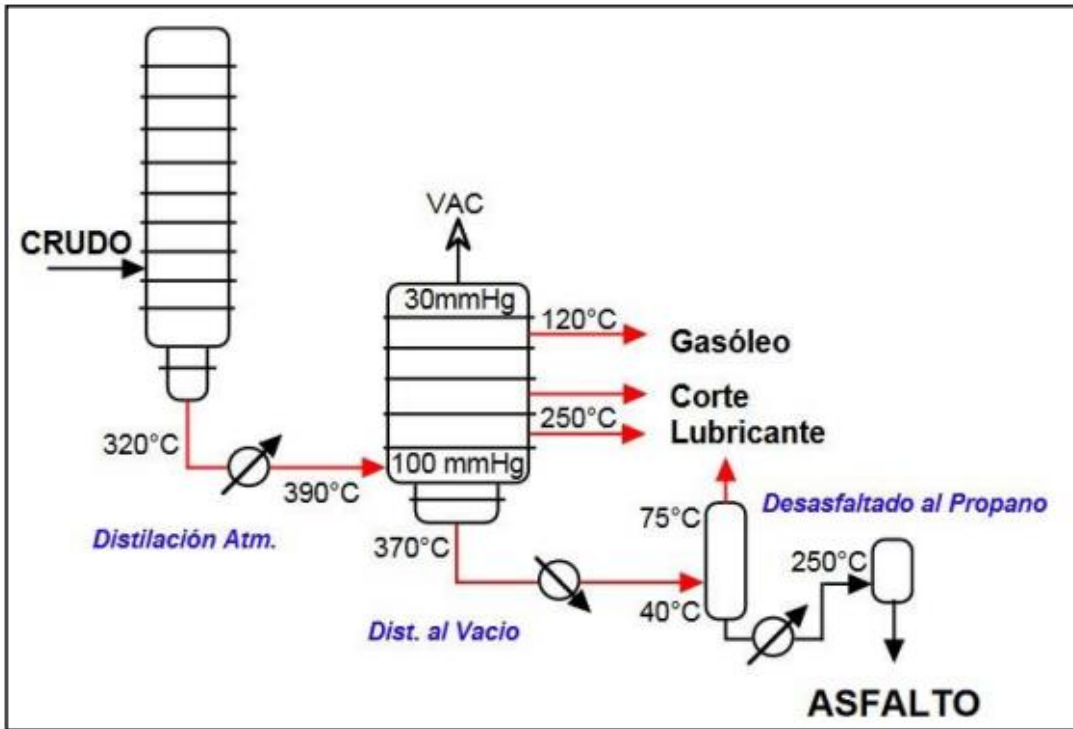 VAC
CRUDO
30mmHg
120°C
Gasóleo
Corte
250°C
Lubricante
320°C
100 mmHg
390°C
Desasfaltado al Propano
75°C
Distilación Atm.
370°C
250°C
40°C
Dist. al Vacio
ASFALTO